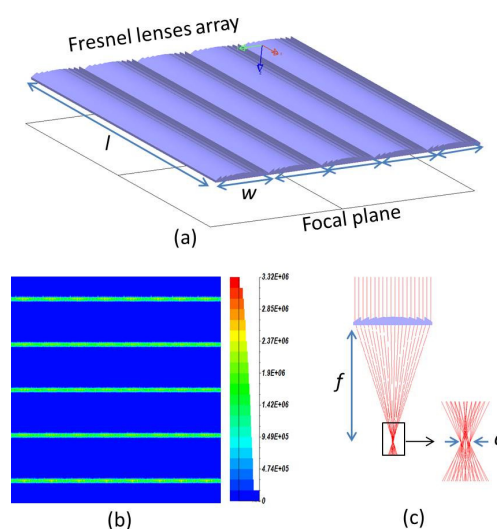 Fresnel lenses array
l
w
Focal plane
(a)
3.32E+06
2.85E+06
2.37E+06
1.9E+06
1.42E+06
9.49E+05
4.74E+05
0
(b)
f
(c)